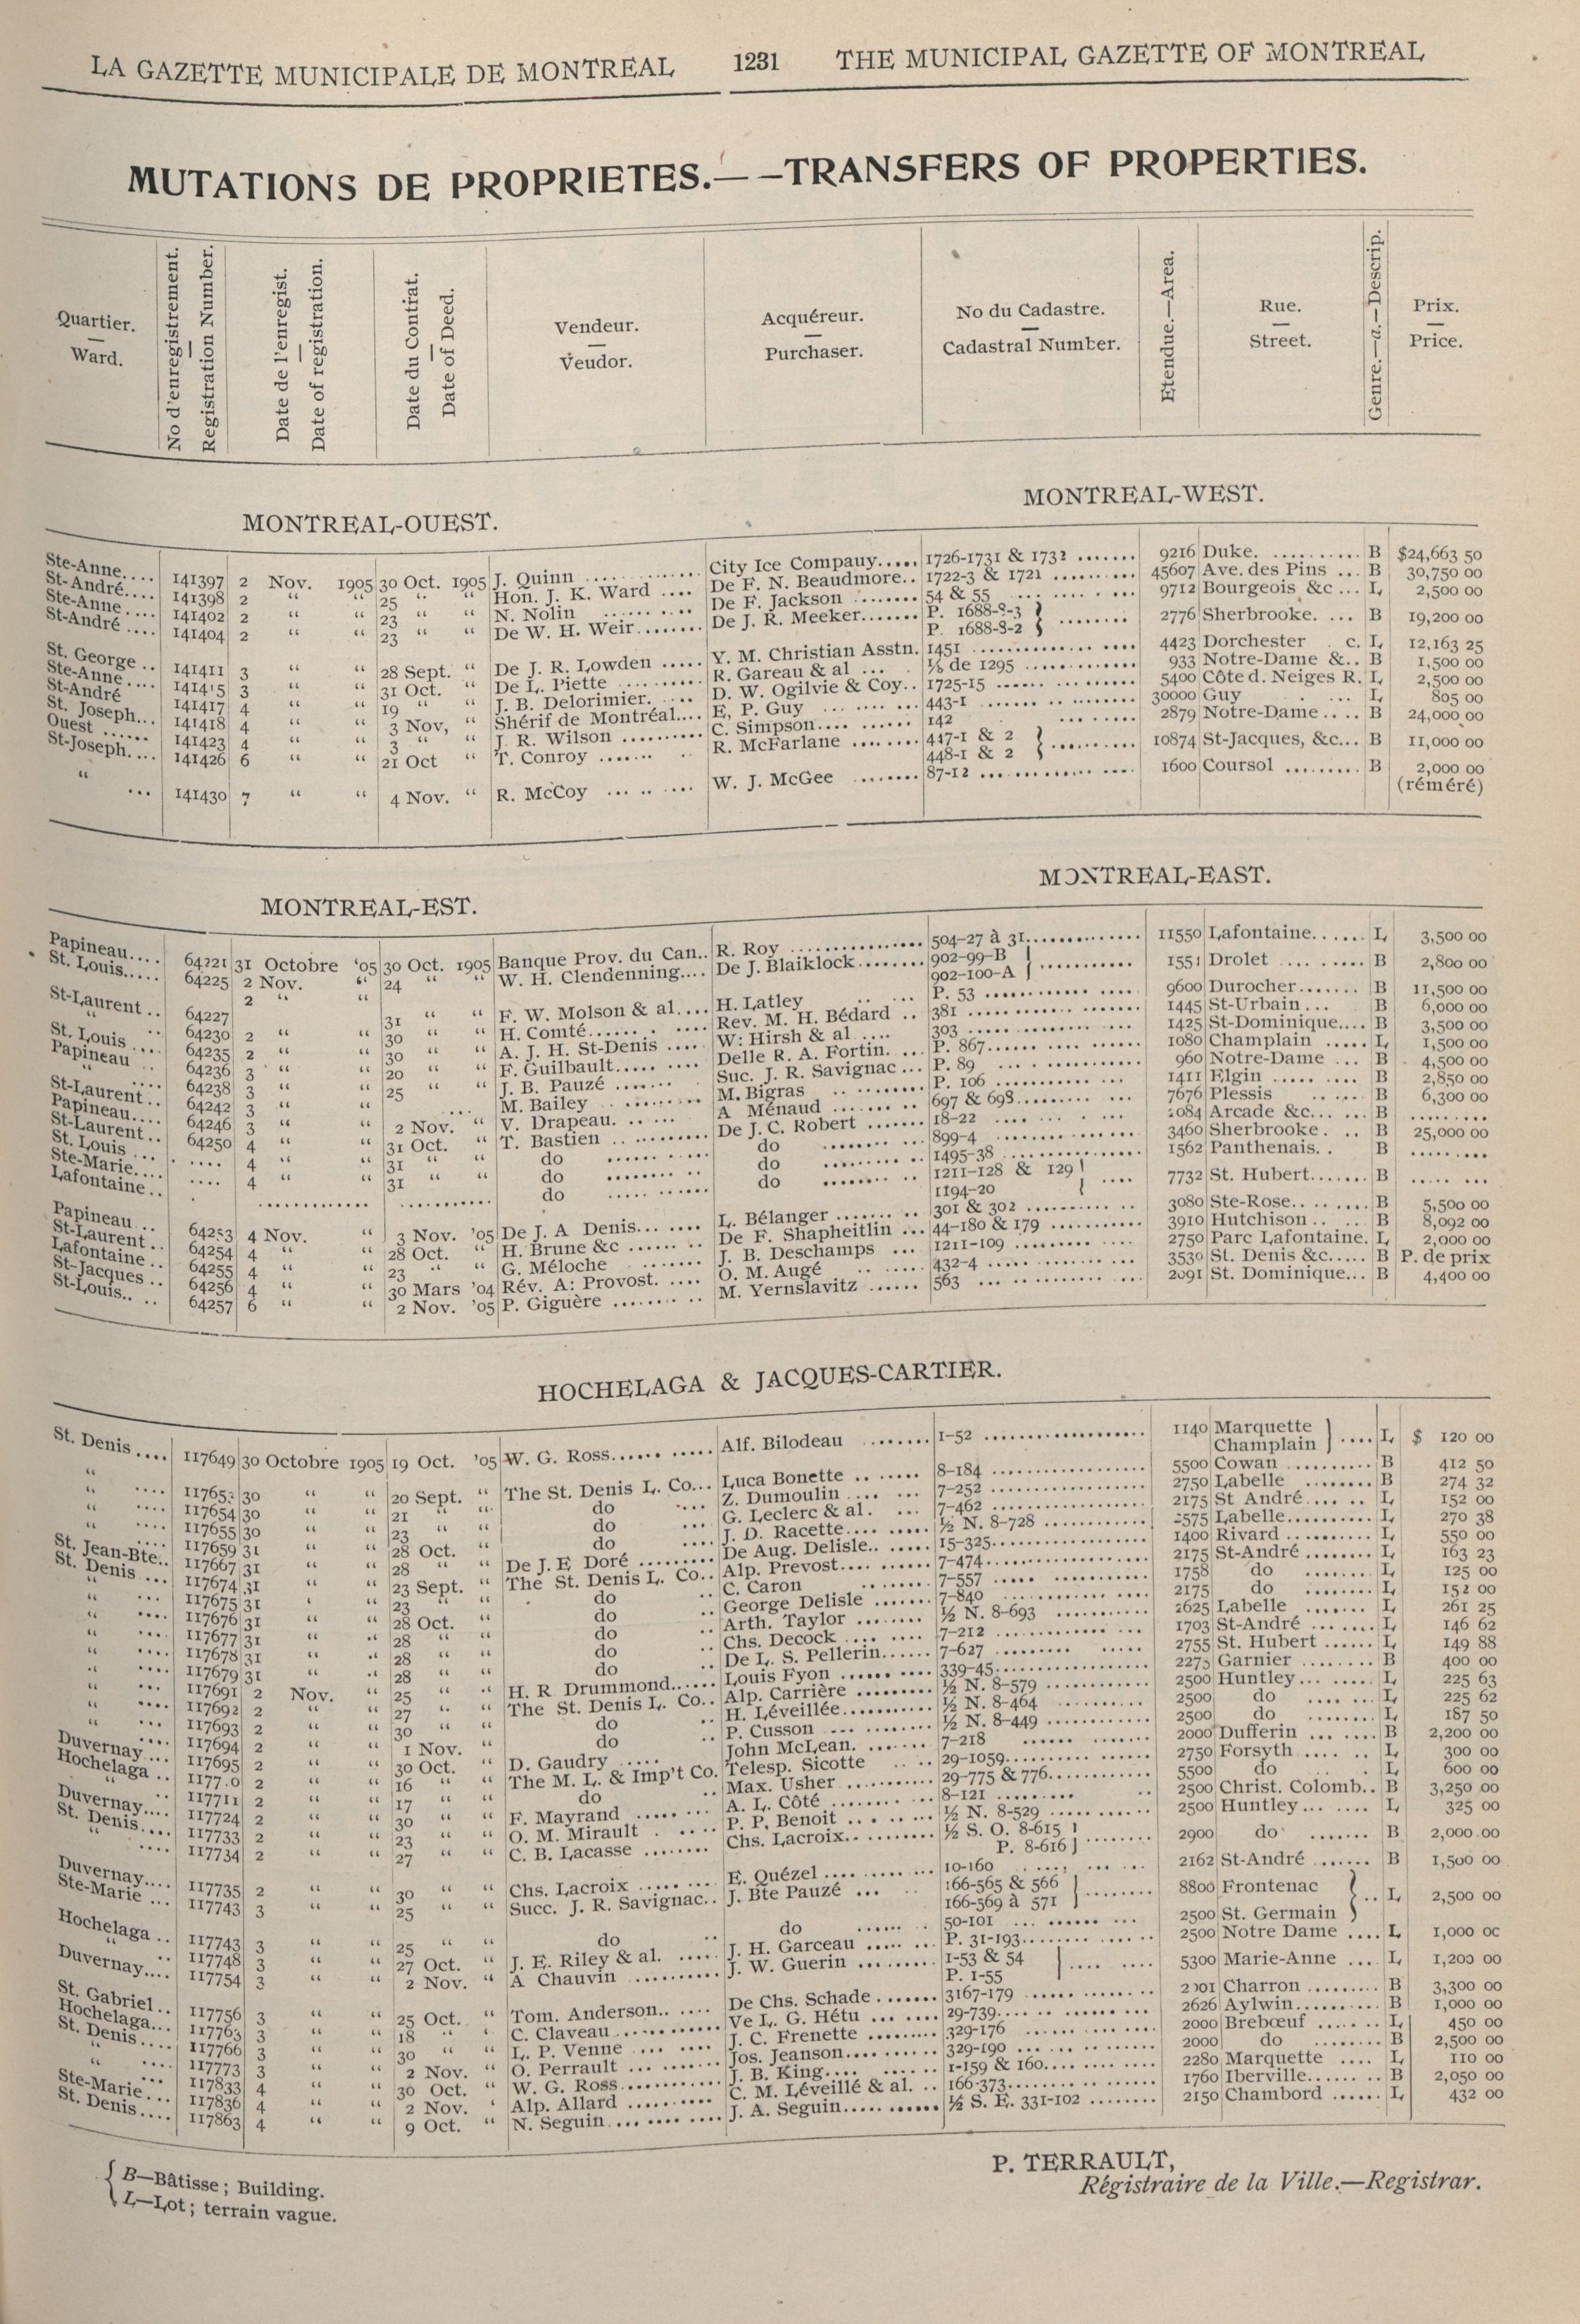 LA GAZETTE MUNICIPALE DE MONTREAL 1231 THE MUNICIPAL GAZETTE OF MONTREAL
MUTATIONS DE PROPRIETES.— —TRANSFERS OF PROPERTIES.
Quartier. — Ward. No d'enregistrement. — Registration Number. Date de l'enregist. — Date of registration. Date du Contrat. — Date of Deed. Vendeur. — Veudor. Acquéreur. — Purchaser. No du Cadastre. — Cadastral Number. Etendue.—Area. Rue. — Street. Genre.—a.—Descrip. Prix. — Price.
MONTREAL-OUEST. MONTREAL-WEST.
Ste-Anne.... 141397 2 Nov. 1905 30 Oct. 1905 J. Quinn City Ice Compauy..... 1726-1731 & 1732 9216 Duke. B $24,663 50
St-André.... 141398 2 “ “ 25 “ “ Hon. J. K. Ward .... De F. N. Beaudmore.. 1722-3 & 1721 45607 Ave. des Pins ... B 30,750 00
Ste-Anne.... 141402 2 “ “ 23 “ “ N. Nolin De F. Jackson 54 & 55 9712 Bourgeois &c ... L 2,500 00
St-André .... 141404 2 “ “ 23 “ “ De W. H. Weir........ De J. R. Meeker....... P. 1688-8-3 2776 Sherbrooke. ... B 19,200 00
P. 1688-8-2
St. George .. 141411 3 “ “ 28 Sept. “ De J. R. Lowden ..... Y. M. Christian Asstn. 1451 4423 Dorchester c. L 12,163 25
Ste-Anne.... 141415 3 “ “ 31 Oct. “ De L. Piette R. Gareau & al ... de 1295 933 Notre-Dame &.. B 1,500 00
St-André 141417 4 “ “ 19 “ “ J. B. Delorimier. D. W. Ogilvie & Coy.. 1725-15 5400 Côte d. Neiges R. L 2,500 00
St. Joseph... 141418 4 “ “ 3 Nov, “ Shérif de Montréal.... E, P. Guy 443-1 30000 Guy L 805 00
Ouest ...... 141423 4 “ “ 3 “ “ J. R. Wilson C. Simpson.... 142 2879 Notre-Dame.... B 24,000 00
St-Joseph.... 141426 6 “ “ 21 Oct “ T. Conroy R. McFarlane 447-1 & 2 10874 St-Jacques, &c... B 11,000 00
448-1 & 2
“ ... 141430 7 “ “ 4 Nov. “ R. McCoy W. J. McGee 87-12 1600 Coursol B 2,000 00
(réméré)
MONTREAL-EST. MONTREAL-EAST.
Papineau.... 64221 31 Octobre '05 30 Oct. 1905 Banque Prov. du Can.. R. Roy 504-27 à 31 11550 Lafontaine...... L 3,500 00
St. Louis..... 64225 2 Nov. “ 24 “ “ W. H. Clendenning.... De J. Blaiklock........ 902-99-B 1551 Drolet B 2,800 00
902-100-A
St-Laurent .. 64227 2 “ “ 31 “ “ F. W. Molson & al.... H. Latley P. 53 9600 Durocher....... B 11,500 00
“ 64230 2 “ “ 30 “ “ H. Comté Rev. M. H. Bédard .. 381 1445 St-Urbain ... B 6,000 00
St. Louis .... 64235 2 “ “ 30 “ “ A. J. H. St-Denis .... W: Hirsh & al .... 303 1425 St-Dominique.... B 3,500 00
Papineau .. 64236 3 “ “ 20 “ “ F. Guilbault Delle R. A. Fortin. ... P. 867 1080 Champlain ..... L 1,500 00
“ .... 64238 3 “ “ 25 “ “ J. B. Pauzé Suc. J. R. Savignac ... P. 89 960 Notre-Dame ... B 4,500 00
St-Laurent .. 64242 3 “ “ ... M. Bailey M. Bigras P. 106 1411 Elgin B 2,850 00
Papineau.... 64246 3 “ “ 2 Nov. “ V. Drapeau. A Ménaud 697 & 698 7676 Plessis B 6,300 00
St-Laurent .. 64250 4 “ “ 31 Oct. “ T. Bastien De J. C. Robert 18-22 Arcade &c... B .........
St. Louis ... .... 4 “ “ 31 “ “ do do 899-4 3460 Sherbrooke. .. B 25,000 00
Ste-Marie.... .... 4 “ “ 31 “ “ do do 1495-38 1562 Panthenais. . B .........
Lafontaine .. do do 1211-128 & 129 7732 St. Hubert....... B .....
1194-20
Papineau .. 64253 4 Nov. “ 3 Nov. '05 De J. A Denis L. Bélanger 301 & 302 3080 Ste-Rose.. B 5,500 00
St-Laurent .. 64254 4 “ “ 28 Oct. “ H. Brune &c De F. Shapheitlin ... 44-180 & 179 3910 Hutchison .. B 8,092 00
Lafontaine .. 64255 4 “ “ 23 “ “ G. Méloche J. B. Deschamps ... 1211-109 2750 Parc Lafontaine. L 2,000 00
St-Jacques .. 64256 4 “ “ 30 Mars '04 Rév. A: Provost. O. M. Augé 432-4 3530 St. Denis &c..... B P. de prix
St-Louis.. .. 64257 6 “ “ 2 Nov. '05 P. Giguère M. Yernslavitz ...... 563 2091 St. Dominique... B 4,400 00
HOCHELAGA & JACQUES-CARTIER.
St. Denis .... 117649 30 Octobre 1905 19 Oct. '05 W. G. Ross Alf. Bilodeau 1-52 1140 Marquette L $ 120 00
Champlain
“ .... 30 “ “ 20 Sept. “ The St. Denis L. Co... Luca Bonette 8-184 5500 Cowan B 412 50
“ .... 117654 30 “ “ 21 “ “ do Z. Dumoulin 7-252 2750 Labelle B 274 32
“ .... 117655 30 “ “ 23 “ “ do G. Leclerc & al. 7-462 2175 St André.... L 152 00
“ .... 117659 31 “ “ 28 Oct. “ do J. D. Racette ½ N. 8-728 Labelle L 270 38
St. Jean-Bte.. 117667 31 “ “ 28 “ “ De J. E Doré De Aug. Delisle.. 15-325 1400 Rivard L 550 00
St. Denis ... 117674 31 “ “ 23 Sept. “ The St. Denis L. Co.. Alp. Prevost 7-474 2175 St-André L 163 23
“ ... 117675 31 “ “ 23 “ “ do C. Caron 7-557 1758 do L 125 00
“ .... 117676 31 “ “ 28 Oct. “ do George Delisle 7-840 2175 do L 152 00
“ .... 117677 31 “ “ 28 “ “ do Arth. Taylor ½ N. 8-693 Labelle L 261 25
“ .... 117678 31 “ “ 28 “ “ do Chs. Decock 7-212 1703 St-André L 146 62
“ .... 117679 31 “ “ 28 “ “ do De L. S. Pellerin 7-627 2755 St. Hubert L 149 88
“ ... 117691 2 Nov. “ 25 “ “ H. R Drummond Louis Fyon 339-45 2275 Garnier B 400 00
“ .... 117692 2 “ “ 27 “ “ The St. Denis L. Co.. Alp. Carrière ½ N. 8-579 2500 Huntley L 225 63
“ ... 117693 2 “ “ 30 “ “ do H. Léveillée ½ N. 8-464 2500 do L 225 62
“ ... 117694 2 “ “ 1 Nov. “ do P. Cusson ½ N. 8-449 2500 do L 187 50
Duvernay ... 117695 2 “ “ 30 Oct. “ D. Gaudry John McLean. 7-218 2000 Dufferin B 2,200 00
Hochelaga .. 2 “ “ 16 “ “ The M. L. & Imp't Co. Telesp. Sicotte 29-1059 2750 Forsyth L 300 00
“ .. 117711 2 “ “ 17 “ “ do Max. Usher 29-775 & 776 5500 do L 600 00
Duvernay.... 117724 2 “ “ 30 “ “ F. Mayrand A. L. Côté 8-121 2500 Christ. Colomb.. B 3,250 00
St. Denis.... 117733 2 “ “ 23 “ “ O. M. Mirault P. P, Benoit ½ N. 8-529 2500 Huntley L 325 00
“ .... 117734 2 “ “ 27 “ “ C. B. Lacasse Chs. Lacroix ½ S. O. 8-615 2900 do B 2,000 00
P. 8-616
Duvernay.... 117735 2 “ “ 30 “ “ Chs. Lacroix E. Quézel 10-160 2162 St-André B 1,500 00
Ste-Marie ... 117743 3 “ “ 25 “ “ Succ. J. R. Savignac.. J. Bte Pauzé 166-565 & 566 8800 Frontenac L 2,500 00
166-569 à 571 2500 St. Germain
Hochelaga .. 117743 3 “ “ 25 “ “ do do 50-101 2500 Notre Dame L 1,000 00
“ .. 117748 3 “ “ 27 Oct. “ J. E. Riley & al. J. H. Garceau P. 31-193
Duvernay.... 117754 3 “ “ 2 Nov. “ A Chauvin J. W. Guerin 1-53 & 54 5300 Marie-Anne L 1,200 00
P. 1-55
St. Gabriel .. 117756 3 “ “ 25 Oct. “ Tom. Anderson De Chs. Schade 3167-179 Charron B 3,300 00
Hochelaga... 117763 3 “ “ 18 “ “ C. Claveau Ve L. G. Hétu 29-739 2626 Aylwin B 1,000 00
St. Denis.... 117766 3 “ “ 30 “ “ L. P. Venne J. C. Frenette 329-176 2000 Brebœuf L 450 00
“ .... 117773 3 “ “ 2 Nov. “ O. Perrault Jos. Jeanson 329-190 2000 do B 2,500 00
“ ... 117833 4 “ “ 30 Oct. “ W. G. Ross J. B. King 1-159 & 160 2280 Marquette L 110 00
Ste-Marie ... 117836 4 “ “ 2 Nov. ‘ Alp. Allard C. M. Léveillé & al. .. 166-373 1760 Iberville B 2,050 00
St. Denis.... 117863 4 “ “ 9 Oct. “ N. Seguin J. A. Seguin ½ S. E. 331-102 2150 Chambord L 432 00
B—Bâtisse; Building.
L—Lot; terrain vague.
P. TERRAULT,
Régistraire de la Ville.—Registrar.